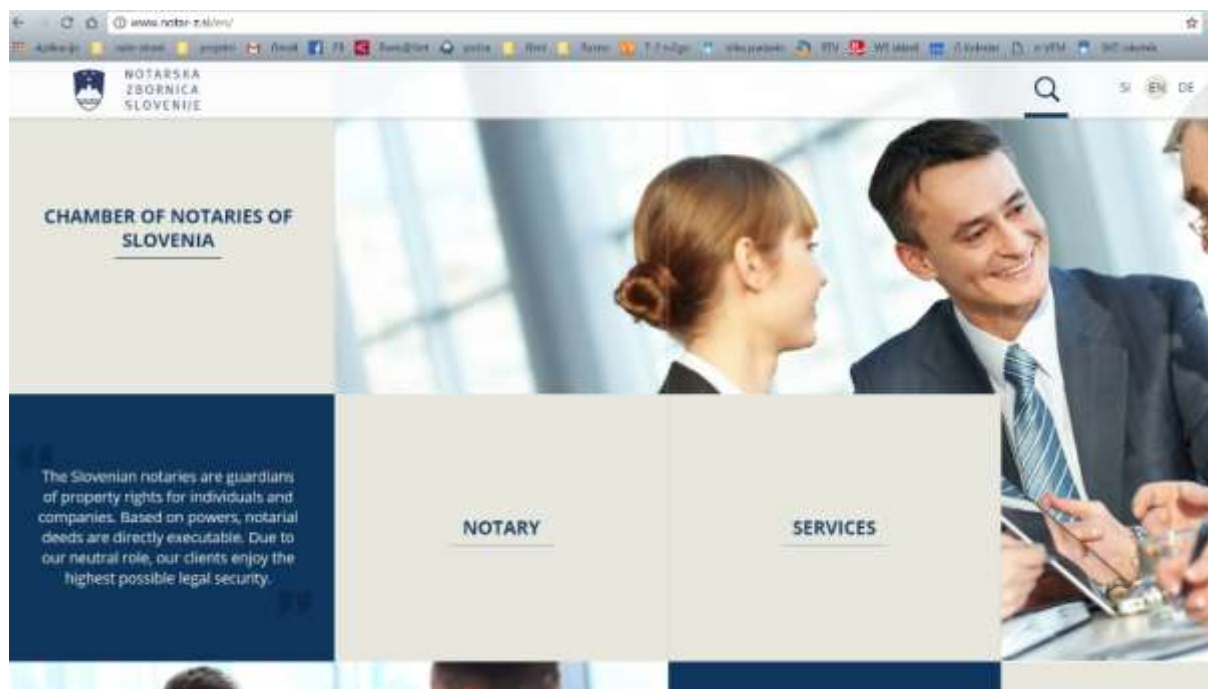 www.notar-z.si/en/
NOTARSKA
ZBORNICA
SLOVENIJE
SI EN DE
CHAMBER OF NOTARIES OF
SLOVENIA
The Slovenian notaries are guardians
of property rights for individuals and
companies. Based on powers, notarial
deeds are directly executable. Due to
our neutral role, our clients enjoy the
highest possible legal security.
NOTARY
SERVICES